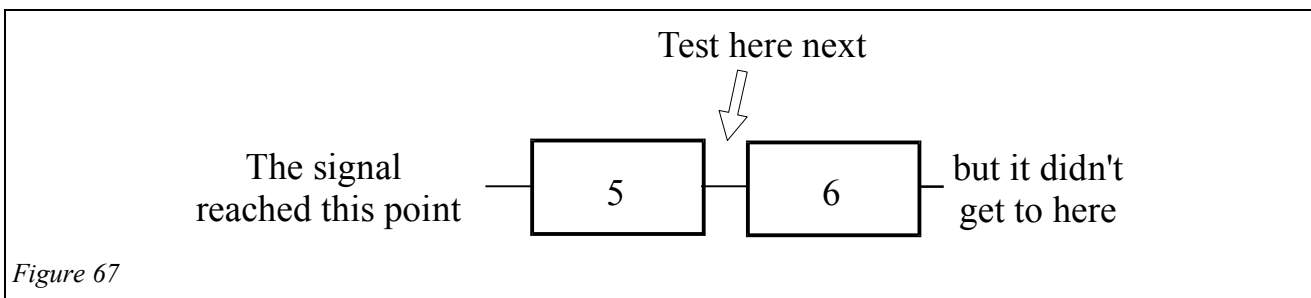 Test here next
The signal
reached this point
5
6
but it didn't
get to here
Figure 67